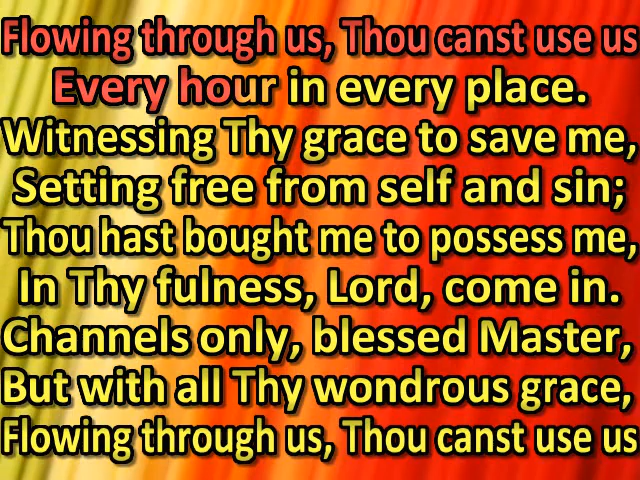 Flowing through us, Thou canst use us
Every hour in every place.
Witnessing Thy grace to save me,
Setting free from self and sin;
Thou hast bought me to possess me,
In Thy fulness, Lord, come in.
Channels only, blessed Master,
But with all Thy wondrous grace,
Flowing through us, Thou canst use us